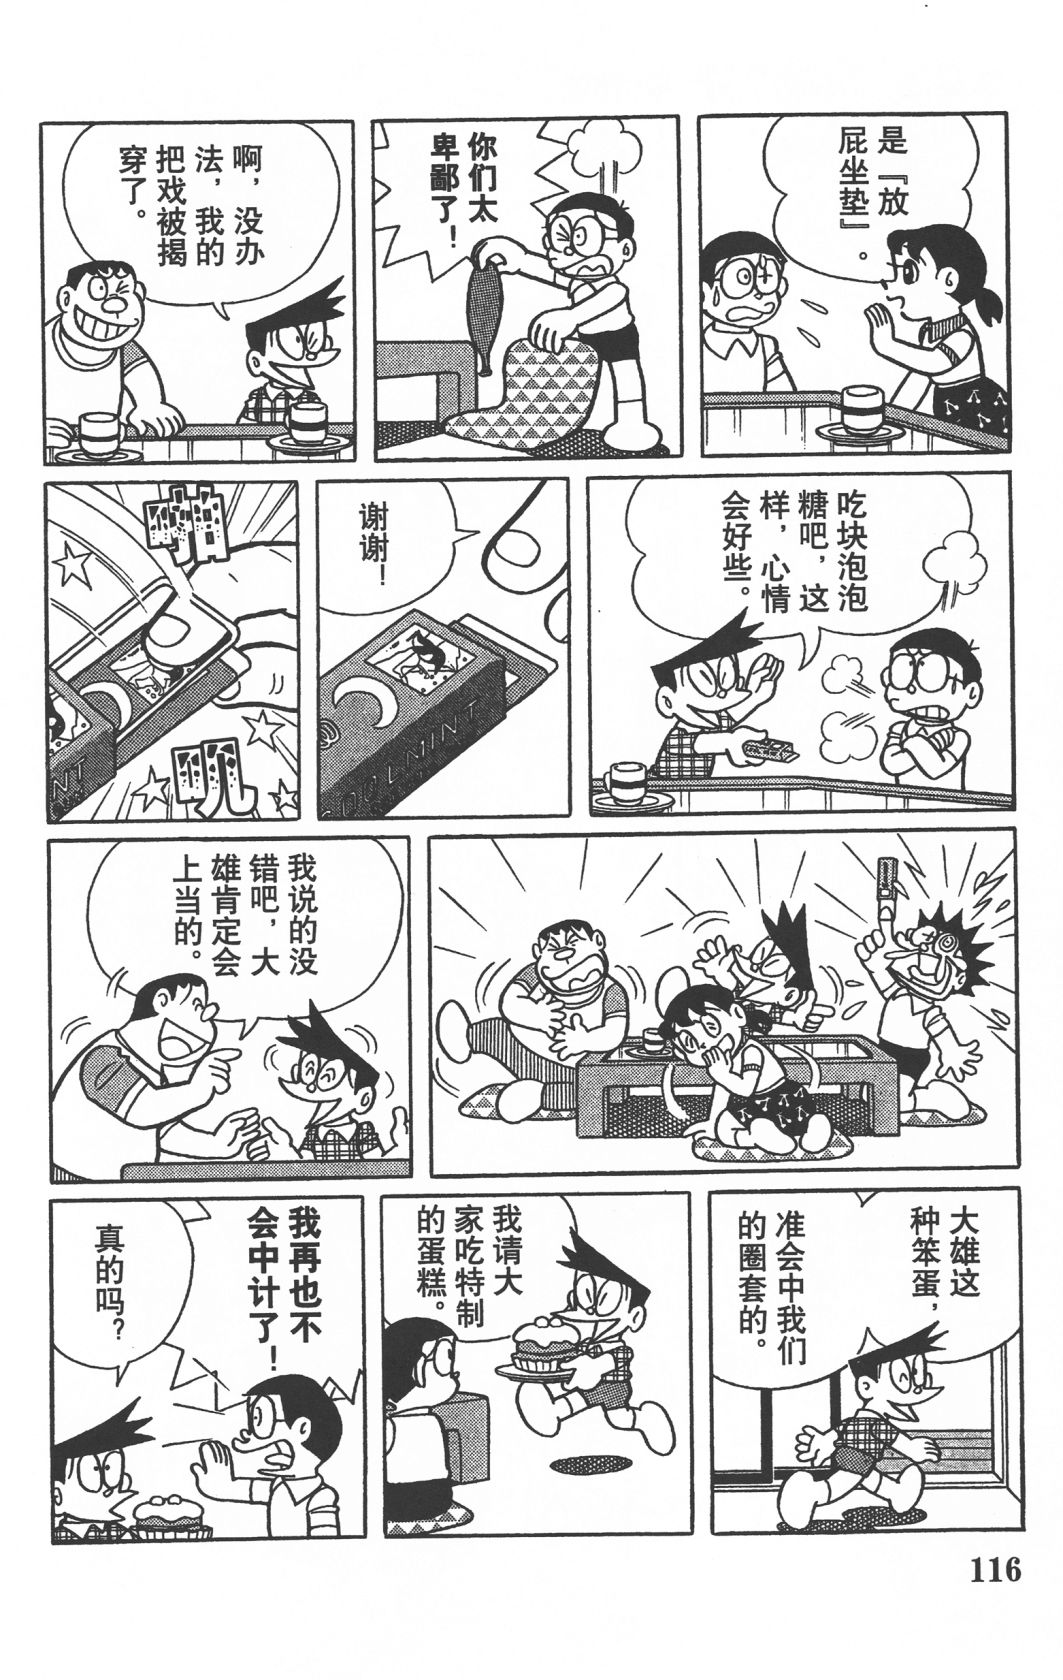 是『放
屁坐垫』。
你们太
卑鄙了！
啊，没办
法，我的
把戏被揭
穿了。
吃块泡泡
糖吧，这
样，心情
会好些。
谢谢！
NT
我说的没
错吧，大
雄肯定会
上当的。
大雄这
种笨蛋，
准会中我们
的圈套的。
我请大
家吃特制
的蛋糕。
我再也不
会中计了！
真的吗？
116